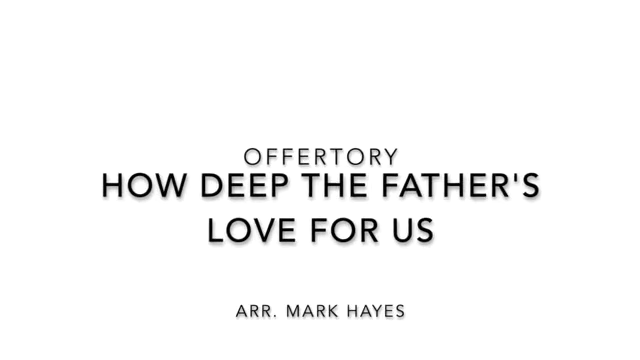 OFFERTORY
HOW DEEP THE FATHER'S
LOVE FOR US
ARR. MARK HAYES